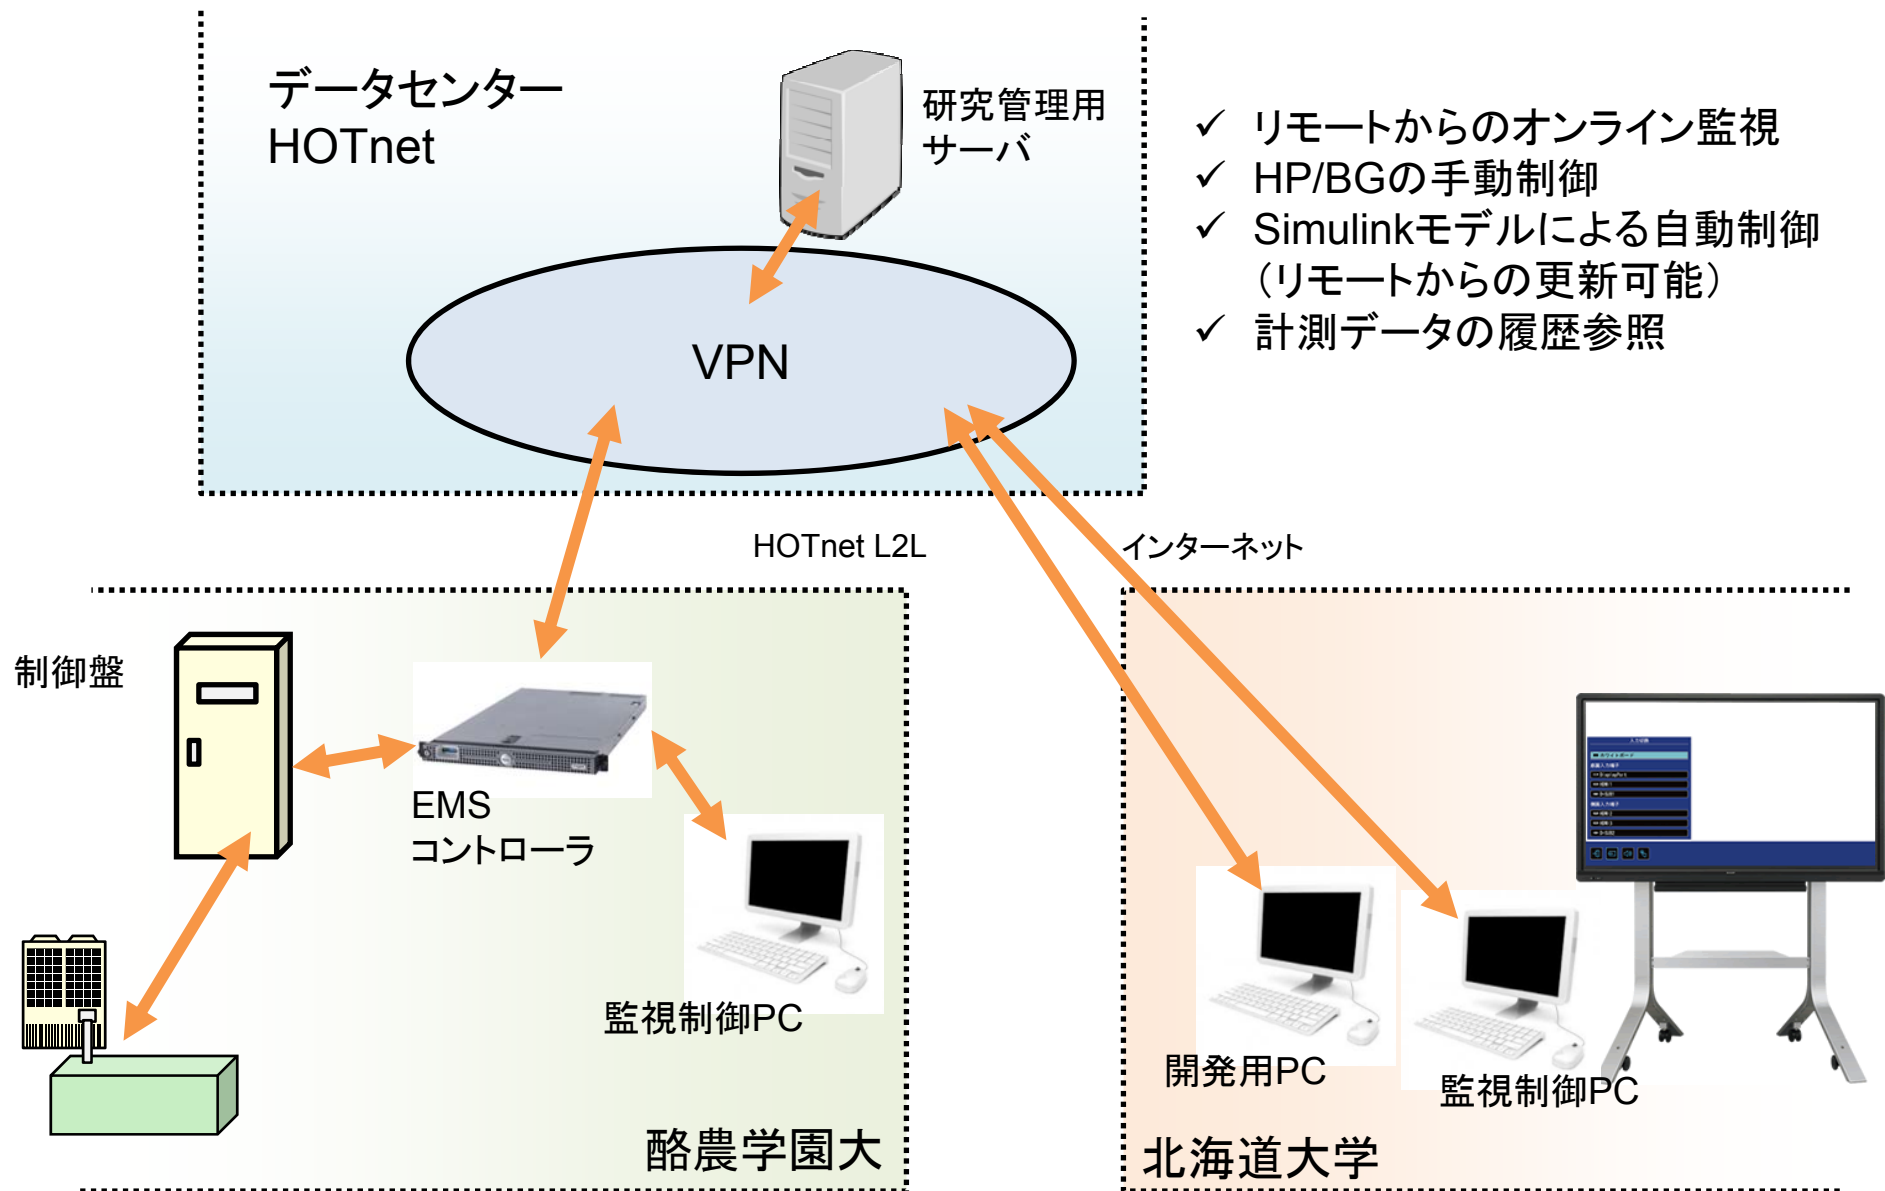 データセンター
HOTnet
研究管理用
サーバ
✓ リモートからのオンライン監視
✓ HP/BGの手動制御
✓ Simulinkモデルによる自動制御
（リモートからの更新可能）
✓ 計測データの履歴参照
VPN
HOTnet L2L
インターネット
制御盤
EMS
コントローラ
監視制御PC
酪農学園大
開発用PC
監視制御PC
北海道大学